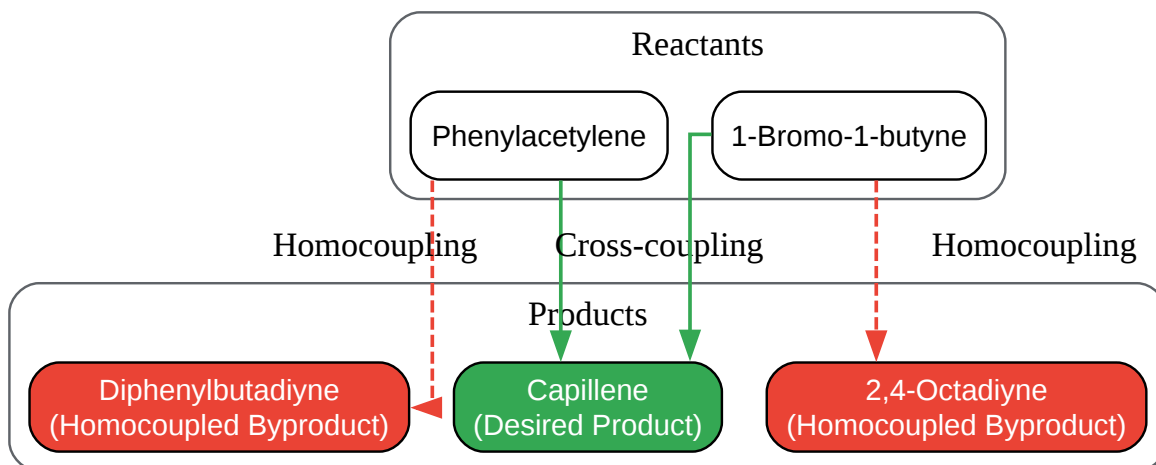 Reactants
Phenylacetylene
1-Bromo-1-butyne
Homocoupling
Cross-coupling
Homocoupling
Products
Diphenylbutadiyne
(Homocoupled Byproduct)
Capillene
(Desired Product)
2,4-Octadiyne
(Homocoupled Byproduct)